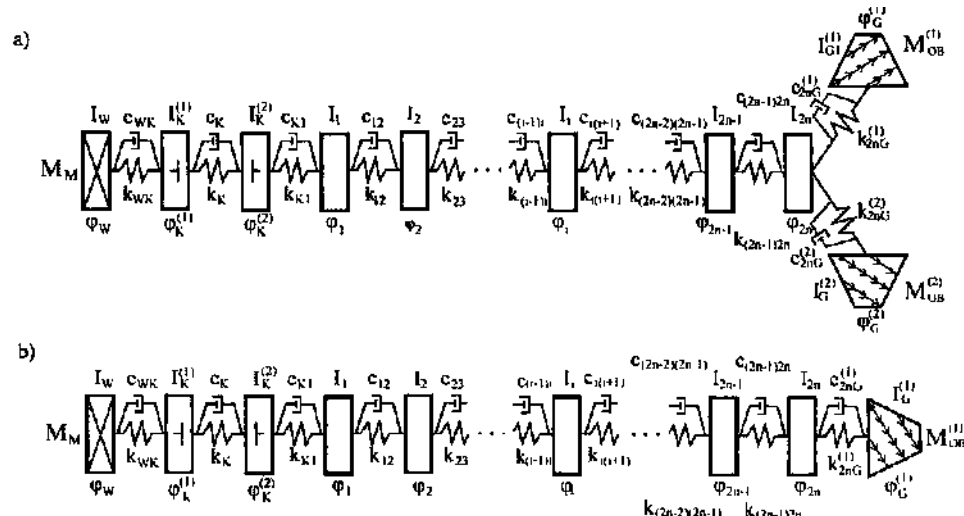 a)
φ_G^(1)
I_G1^(1) M_OB^(1)
c_2nG^(1)
c_(2n-1)2n
I_W c_WK I_K^(1) c_K I_K^(2) c_K1 I_1 c_12 I_2 c_23 c_(i-1)i I_i c_i(i+1) c_(2n-2)(2n-1) I_2n-1 I_2n
k_2nG^(1)
M_M ... ...
k_WK k_K k_K1 k_12 k_23 k_(i-1)i k_i(i+1) k_(2n-2)(2n-1)
φ_W φ_K^(1) φ_K^(2) φ_1 φ_2 φ_i φ_2n-1 φ_2n
k_2nG^(2)
k_(2n-1)2n
c_2nG^(2)
I_G^(2) M_OB^(2)
φ_G^(2)
b)
c_(2n-2)(2n-1) c_(2n-1)2n
I_W c_WK I_K^(1) c_K I_K^(2) c_K1 I_1 c_12 I_2 c_23 c_(i-1)i I_i c_i(i+1) I_2n-1 I_2n c_2nG^(1) I_G^(1)
M_M ... ... M_OB^(1)
k_WK k_K k_K1 k_12 k_23 k_(i-1)i k_i(i+1) k_2nG^(1)
φ_W φ_K^(1) φ_K^(2) φ_1 φ_2 φ_i φ_2n-1 φ_2n φ_G^(1)
k_(2n-2)(2n-1) k_(2n-1)2n